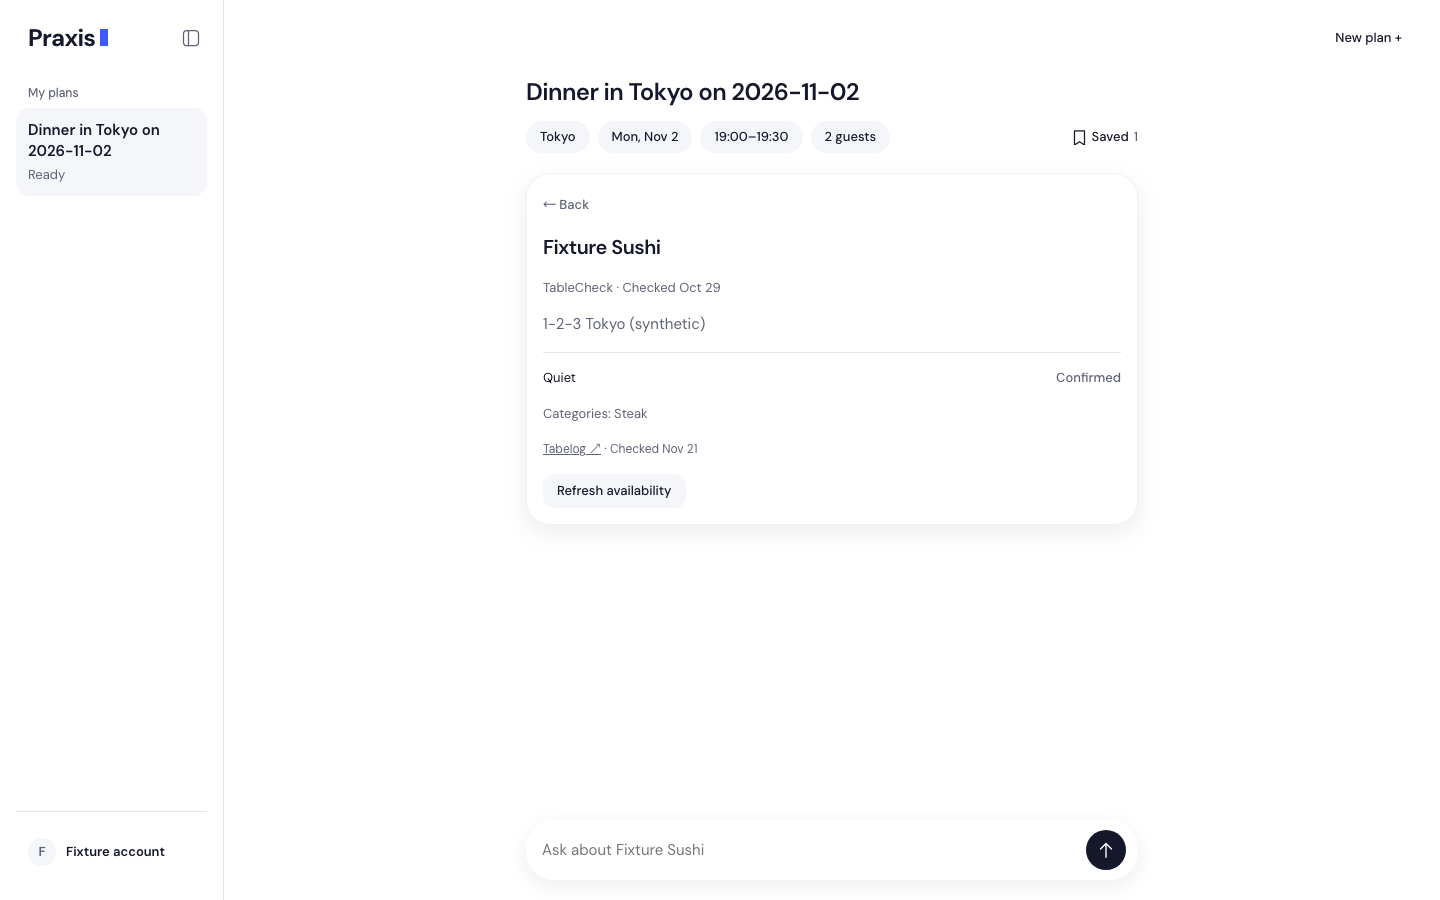 Praxis
New plan +
My plans
Dinner in Tokyo on
2026-11-02
Ready
Dinner in Tokyo on 2026-11-02
Tokyo
Mon, Nov 2
19:00–19:30
2 guests
Saved 1
← Back
Fixture Sushi
TableCheck · Checked Oct 29
1-2-3 Tokyo (synthetic)
Quiet
Confirmed
Categories: Steak
Tabelog ↗ · Checked Nov 21
Refresh availability
Ask about Fixture Sushi
F
Fixture account